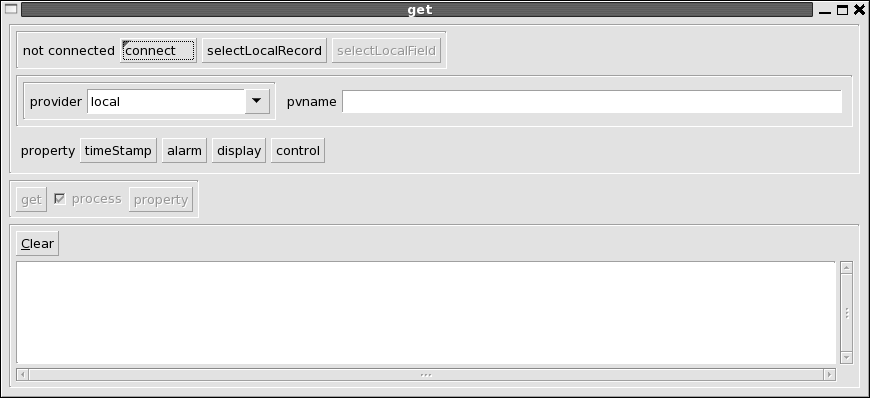 get
not connected connect selectLocalRecord selectLocalField
provider local pvname
property timeStamp alarm display control
get process property
Clear